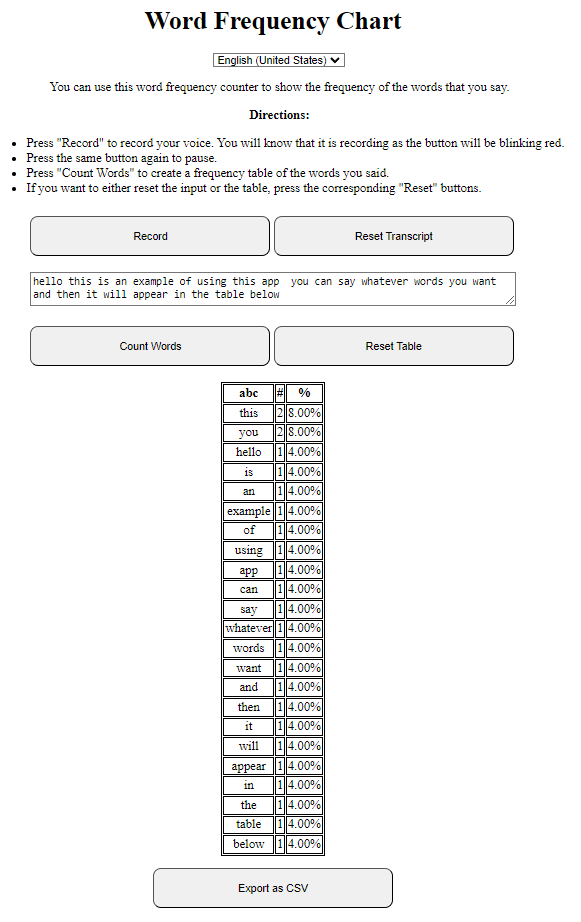 Word Frequency Chart
English (United States)
You can use this word frequency counter to show the frequency of the words that you say.
Directions:
Press "Record" to record your voice. You will know that it is recording as the button will be blinking red.
Press the same button again to pause.
Press "Count Words" to create a frequency table of the words you said.
If you want to either reset the input or the table, press the corresponding "Reset" buttons.
Record Reset Transcript
hello this is an example of using this app  you can say whatever words you want
and then it will appear in the table below
Count Words Reset Table
abc # %
this 2 8.00%
you 2 8.00%
hello 1 4.00%
is 1 4.00%
an 1 4.00%
example 1 4.00%
of 1 4.00%
using 1 4.00%
app 1 4.00%
can 1 4.00%
say 1 4.00%
whatever 1 4.00%
words 1 4.00%
want 1 4.00%
and 1 4.00%
then 1 4.00%
it 1 4.00%
will 1 4.00%
appear 1 4.00%
in 1 4.00%
the 1 4.00%
table 1 4.00%
below 1 4.00%
Export as CSV